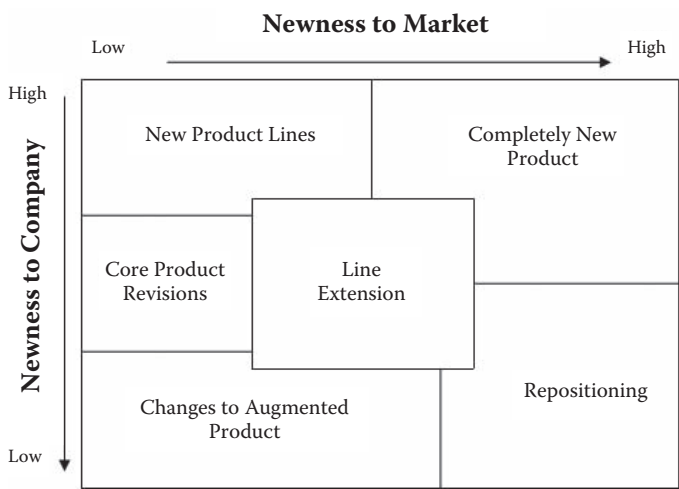 Newness to Market
Low
High
High
Newness to Company
Low
New Product Lines
Completely New
Product
Core Product
Revisions
Line
Extension
Changes to Augmented
Product
Repositioning